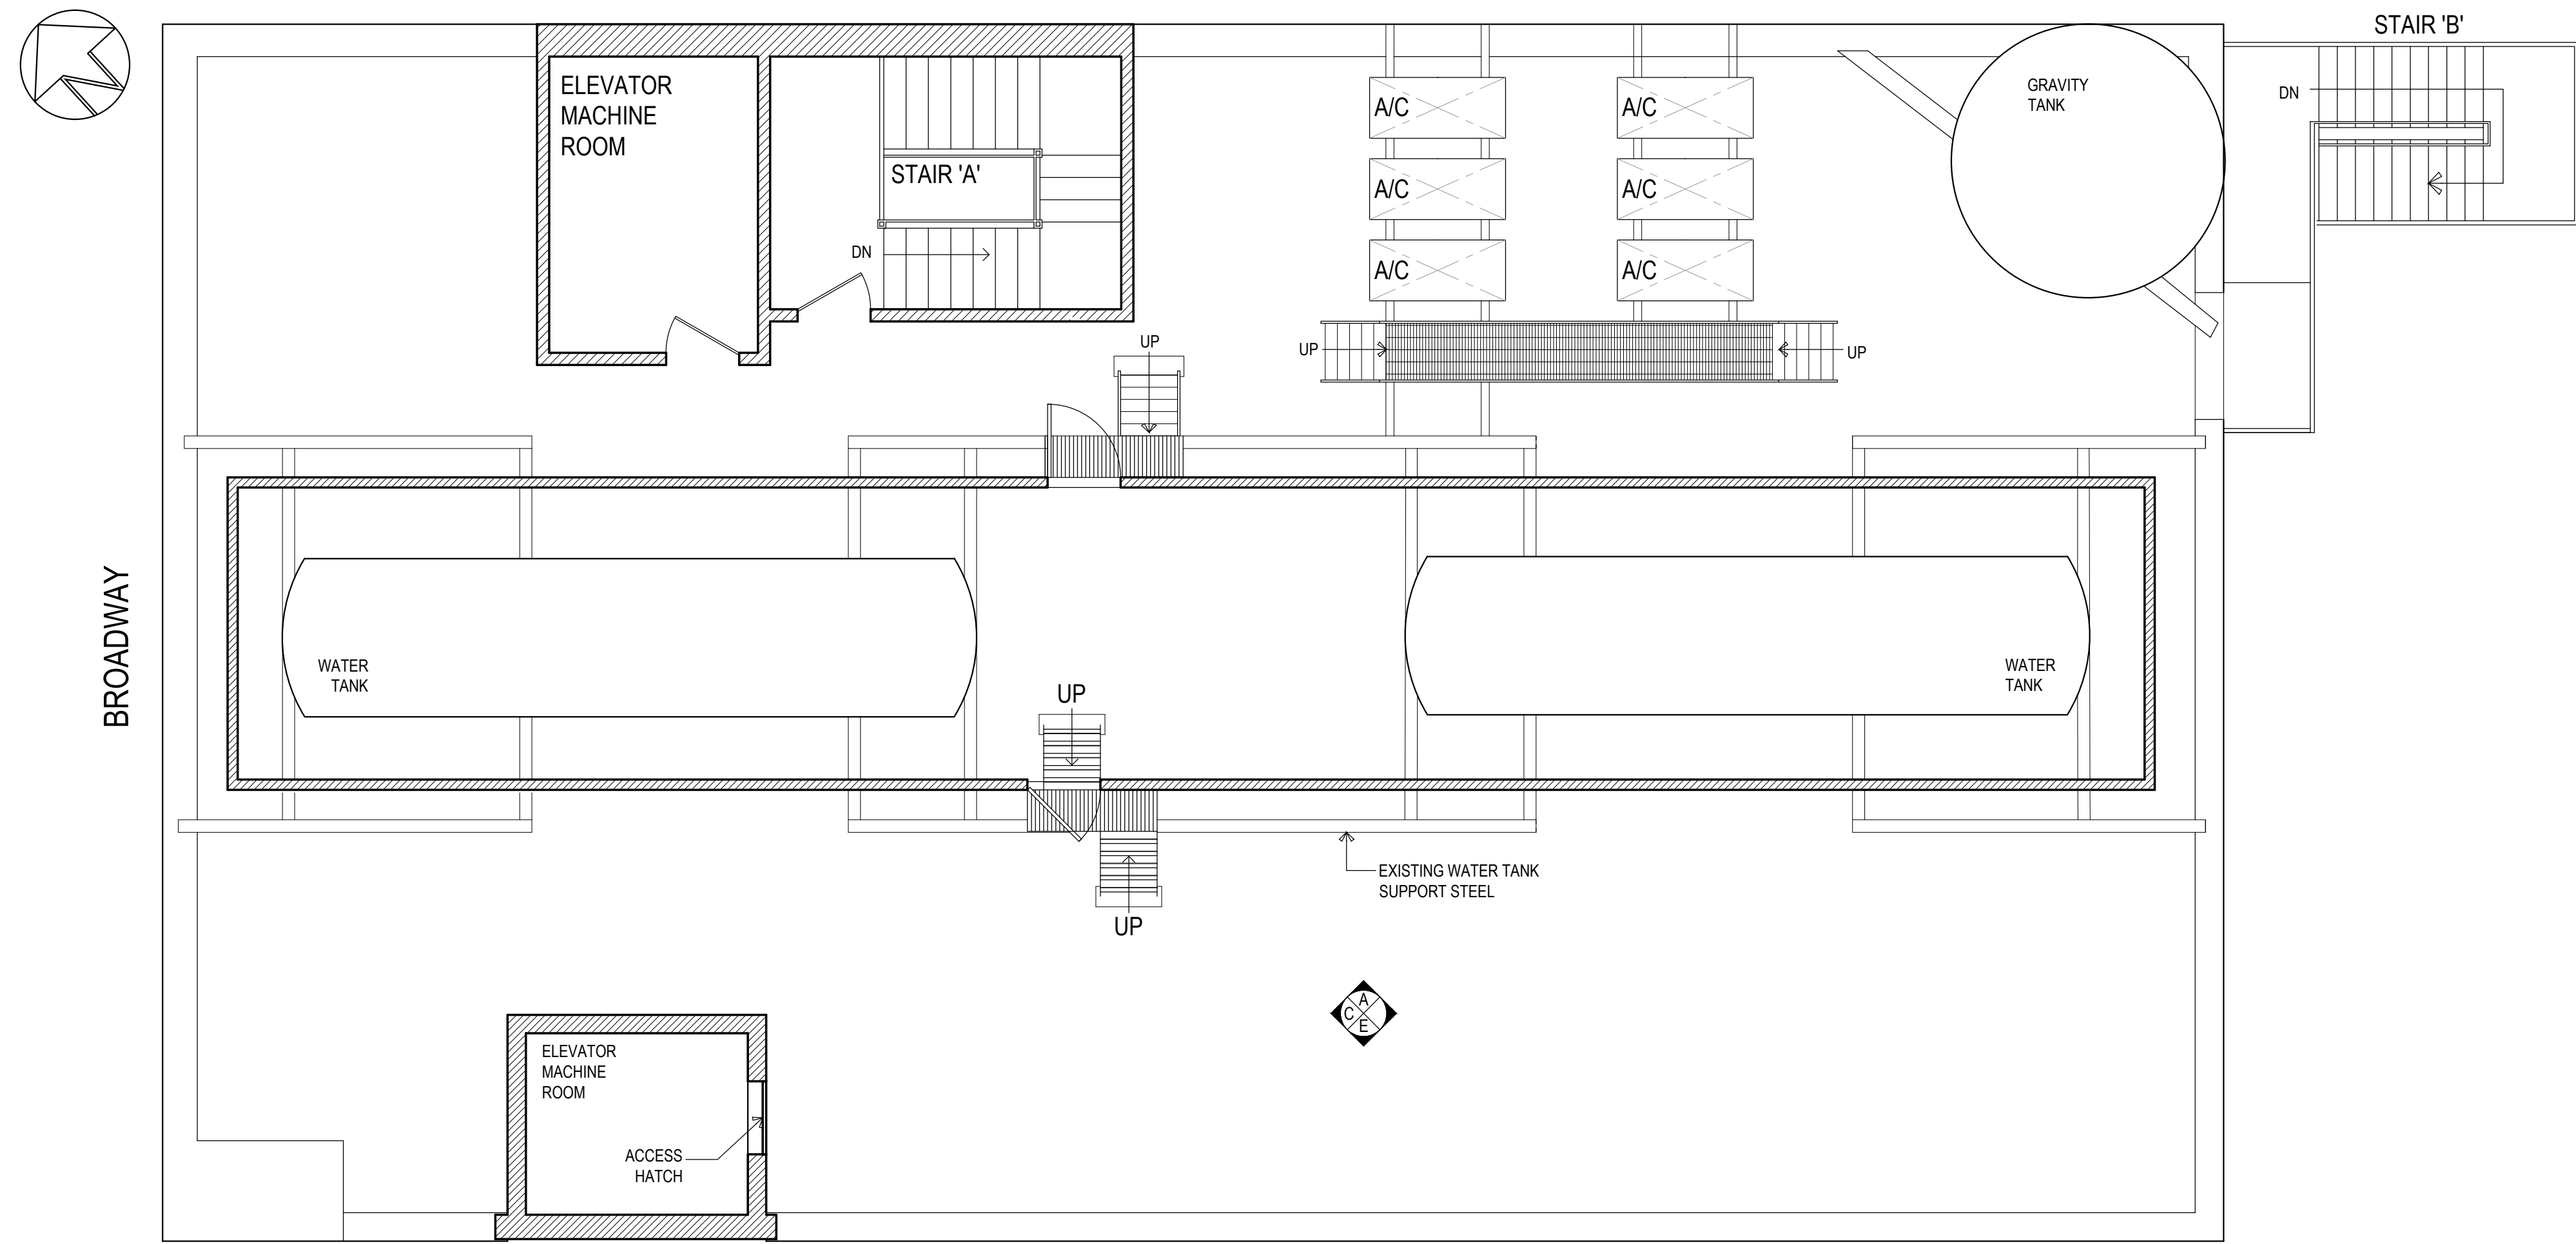 STAIR 'B'
ELEVATOR
MACHINE
ROOM
STAIR 'A'
DN
A/C
A/C
A/C
A/C
A/C
A/C
GRAVITY
TANK
DN
UP
UP
UP
BROADWAY
WATER
TANK
WATER
TANK
UP
UP
EXISTING WATER TANK
SUPPORT STEEL
A
C
E
ELEVATOR
MACHINE
ROOM
ACCESS
HATCH